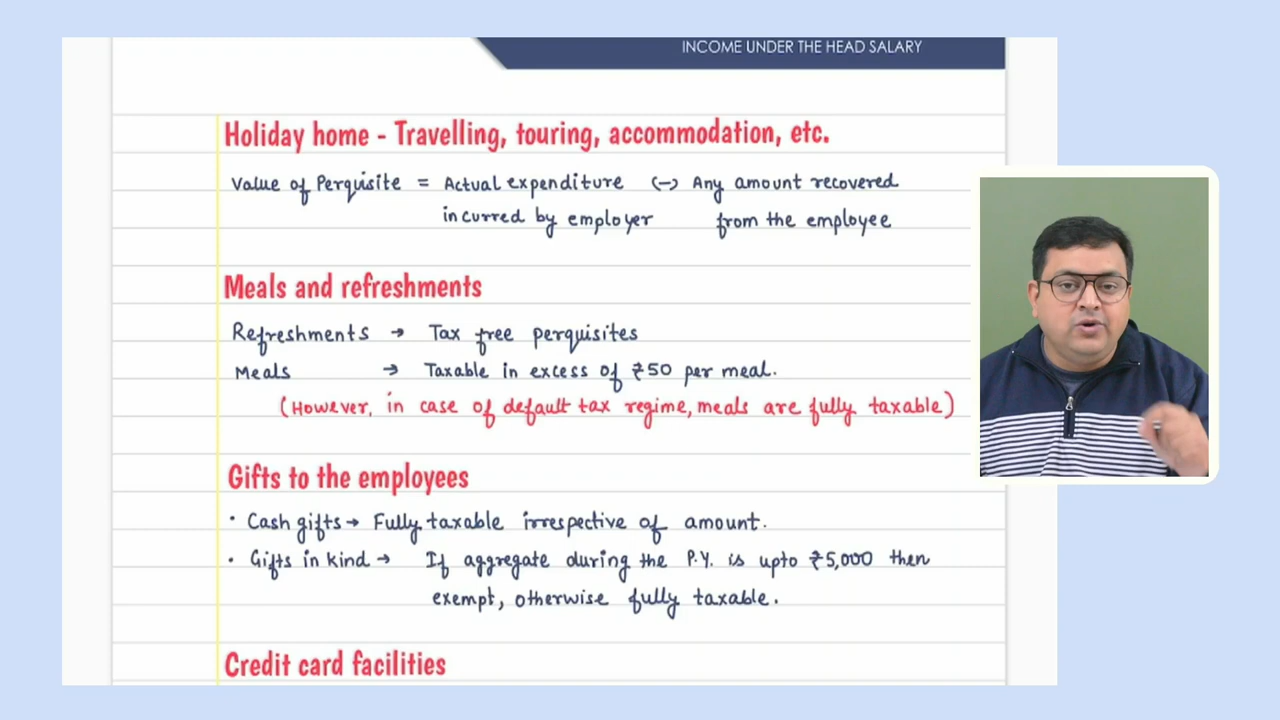 INCOME UNDER THE HEAD SALARY
Holiday home - Travelling, touring, accommodation, etc.
Value of Perquisite = Actual expenditure (-) Any amount recovered
incurred by employer from the employee
Meals and refreshments
Refreshments → Tax free perquisites
Meals → Taxable in excess of ₹50 per meal.
(However, in case of default tax regime, meals are fully taxable)
Gifts to the employees
• Cash gifts → Fully taxable irrespective of amount.
• Gifts in kind → If aggregate during the P.Y. is upto ₹5,000 then
exempt, otherwise fully taxable.
Credit card facilities